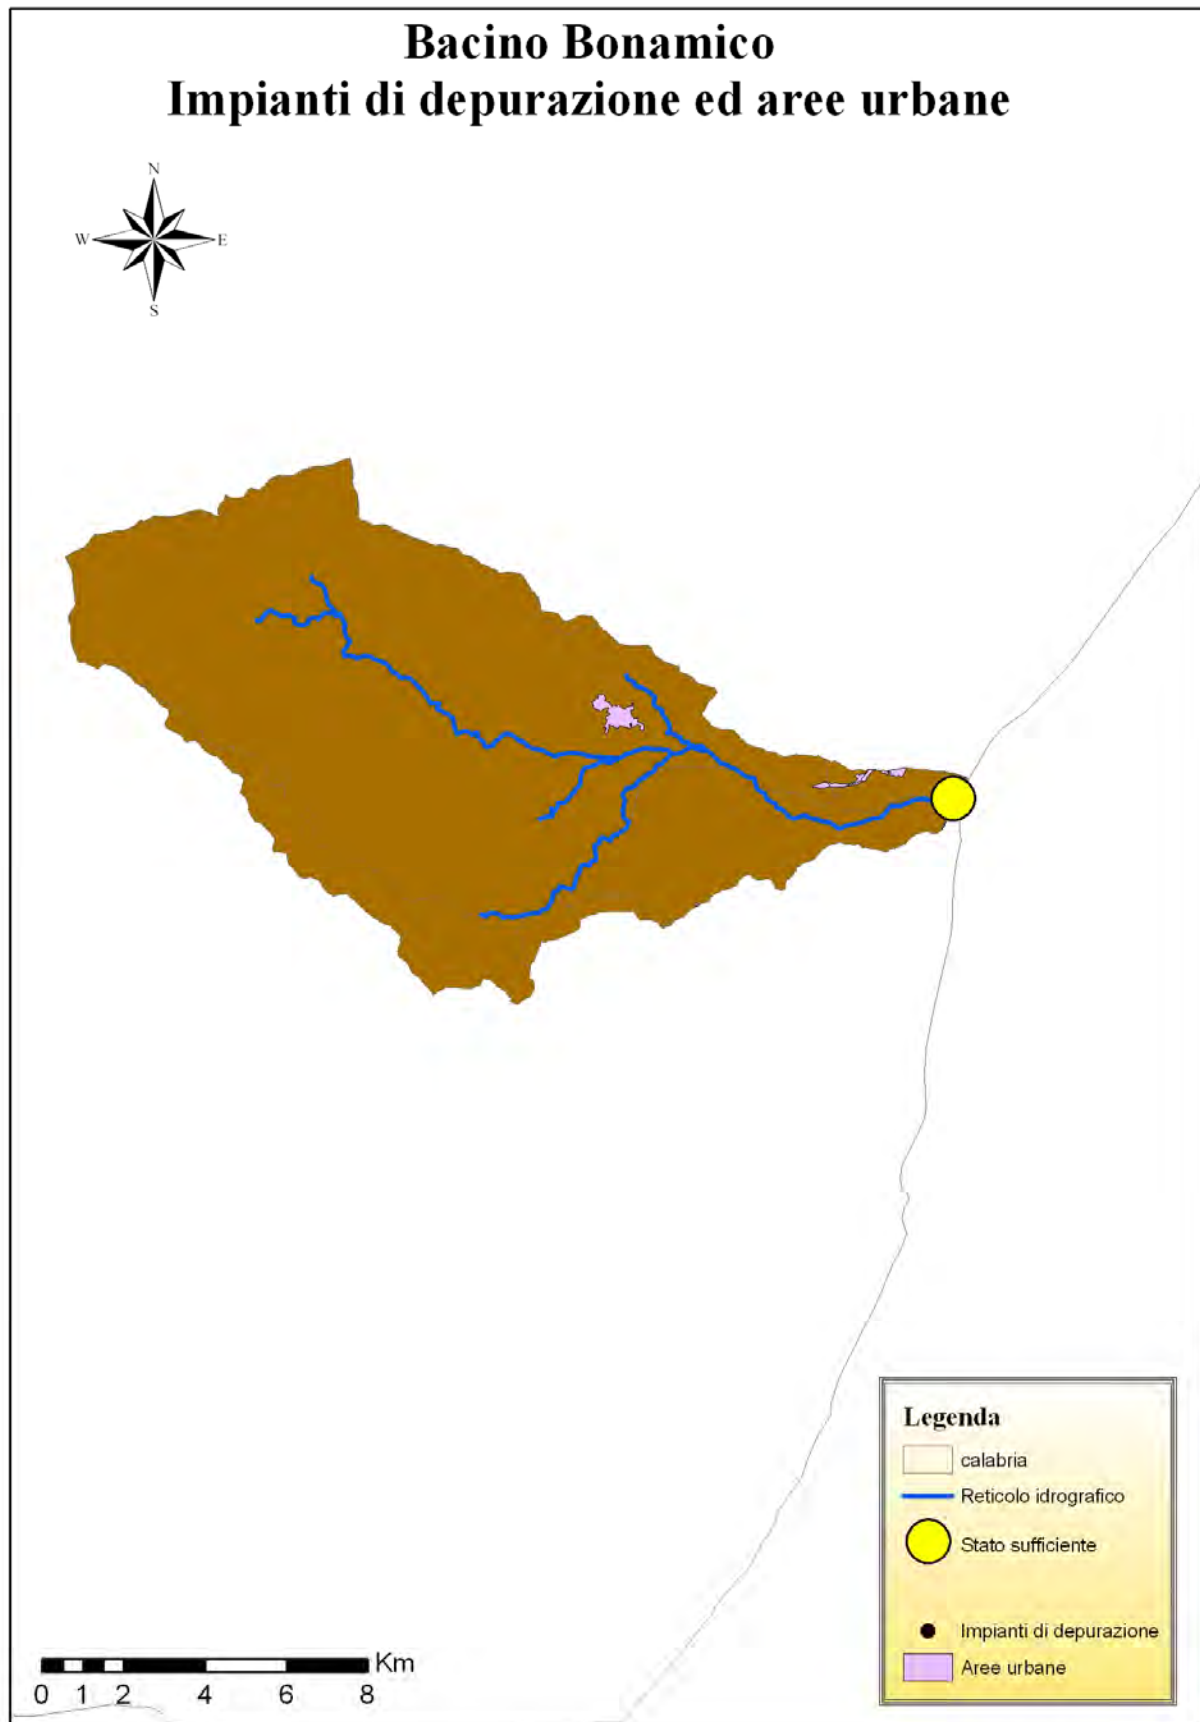 Bacino Bonamico
Impianti di depurazione ed aree urbane
N
W E
S
Legenda
calabria
Reticolo idrografico
Stato sufficiente
Impianti di depurazione
Aree urbane
Km
0 1 2 4 6 8